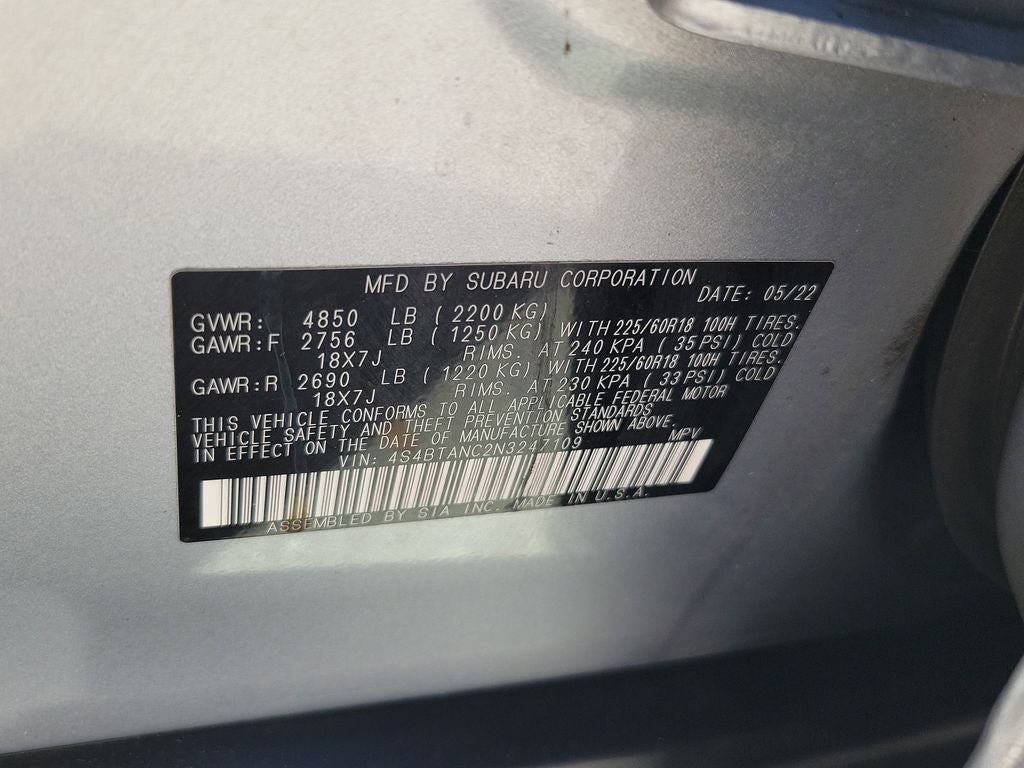 MFD BY SUBARU CORPORATION
DATE: 05/22
GVWR: 4850 LB ( 2200 KG)
GAWR:F 2756 LB ( 1250 KG) WITH 225/60R18 100H TIRES.
18X7J RIMS. AT 240 KPA ( 35 PSI) COLD
GAWR:R 2690 LB ( 1220 KG) WITH 225/60R18 100H TIRES.
18X7J RIMS. AT 230 KPA ( 33 PSI) COLD
THIS VEHICLE CONFORMS TO ALL APPLICABLE FEDERAL MOTOR
VEHICLE SAFETY AND THEFT PREVENTION STANDARDS
IN EFFECT ON THE DATE OF MANUFACTURE SHOWN ABOVE.
VIN: 4S4BTANC2N3247109 MPV
ASSEMBLED BY SIA INC. MADE IN U.S.A.